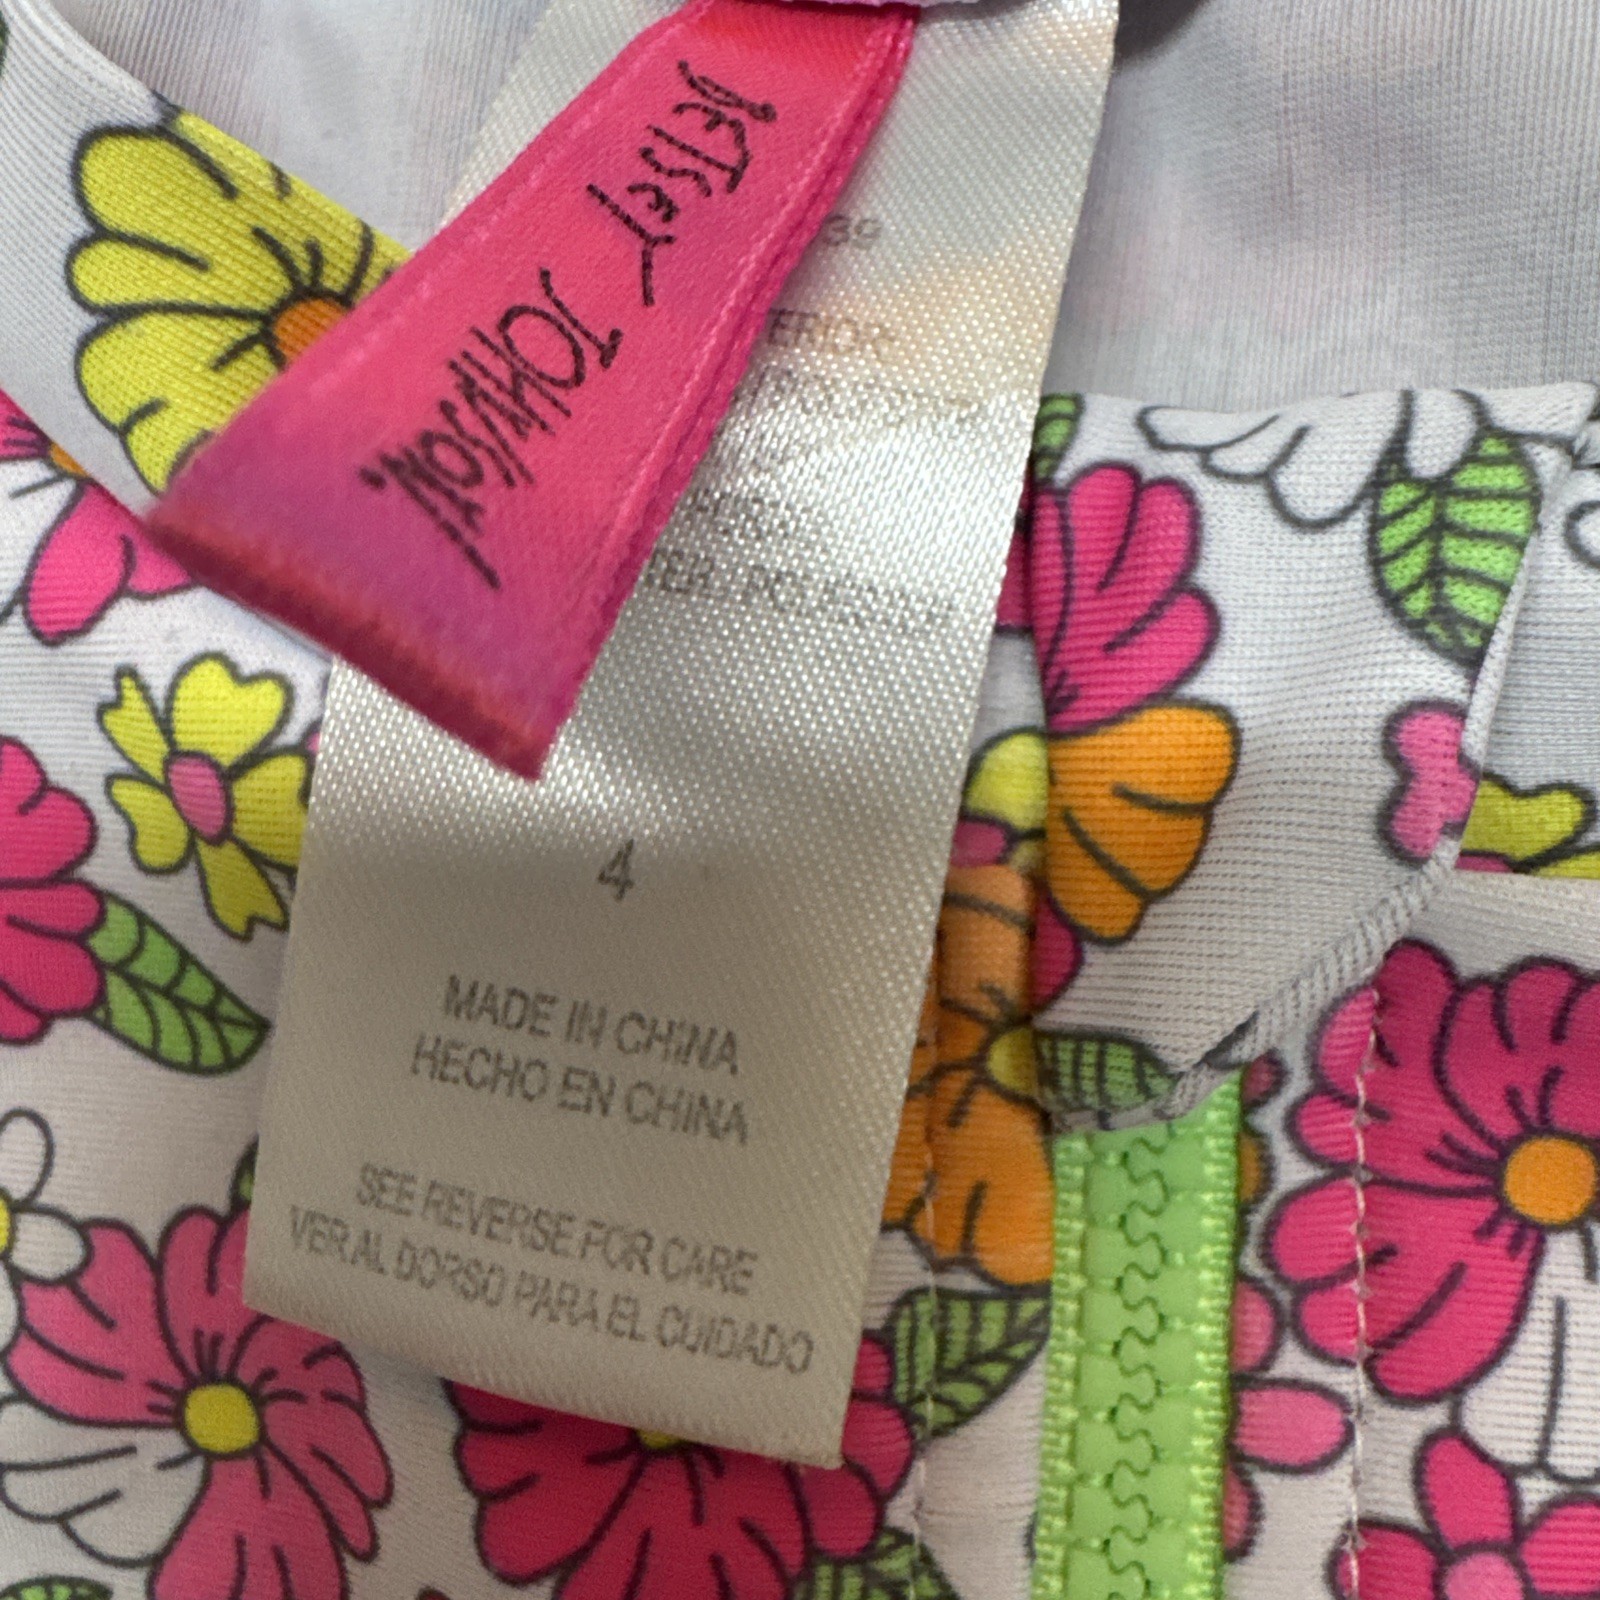 BETSEY JOHNSON.
4
MADE IN CHINA
HECHO EN CHINA
SEE REVERSE FOR CARE
VER AL DORSO PARA EL CUIDADO